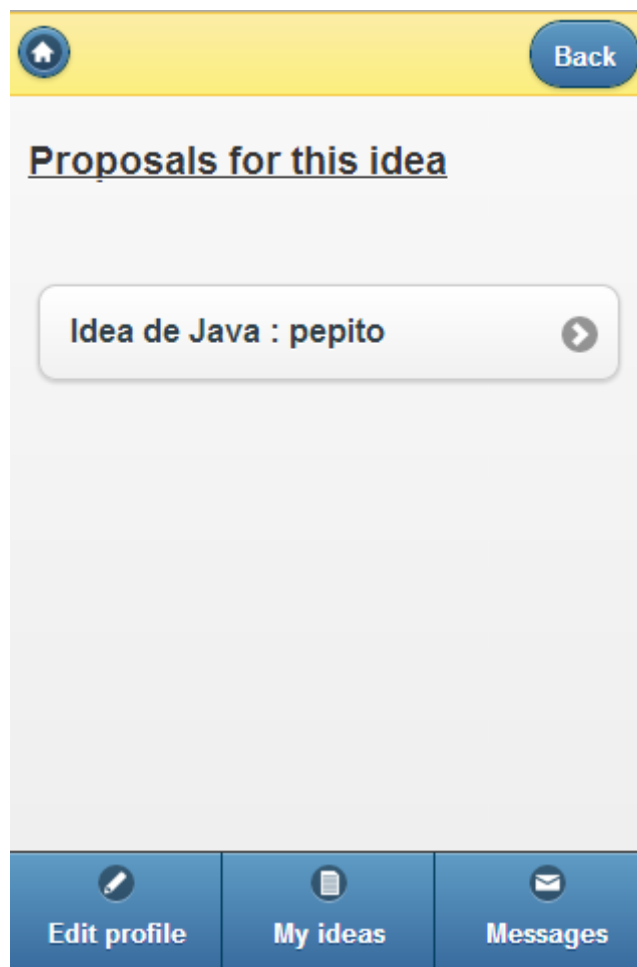 Back
Proposals for this idea
Idea de Java : pepito
Edit profile
My ideas
Messages